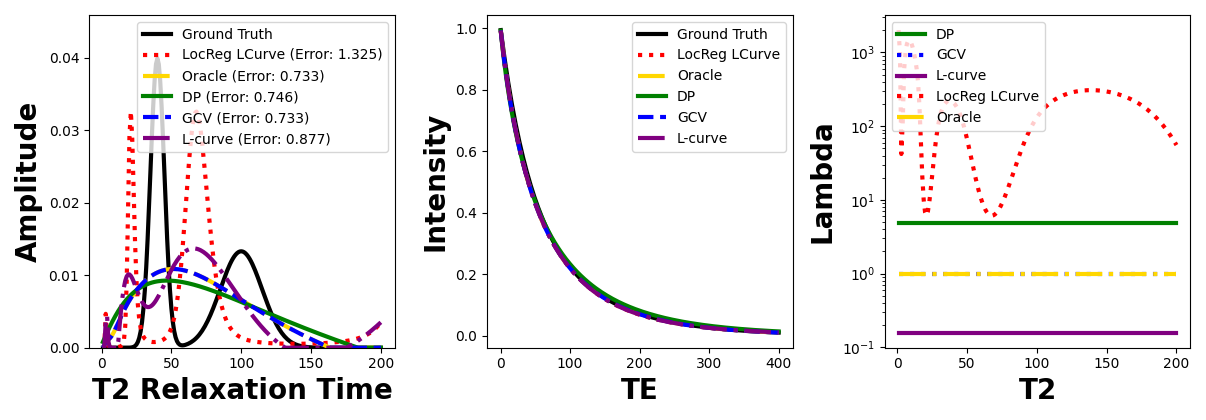 Amplitude
0.04
0.03
0.02
0.01
0.00
0 50 100 150 200
T2 Relaxation Time
Ground Truth
LocReg LCurve (Error: 1.325)
Oracle (Error: 0.733)
DP (Error: 0.746)
GCV (Error: 0.733)
L-curve (Error: 0.877)
Intensity
1.0
0.8
0.6
0.4
0.2
0.0
0 100 200 300 400
TE
Ground Truth
LocReg LCurve
Oracle
DP
GCV
L-curve
Lambda
10³
10²
10¹
10⁰
10⁻¹
0 50 100 150 200
T2
DP
GCV
L-curve
LocReg LCurve
Oracle